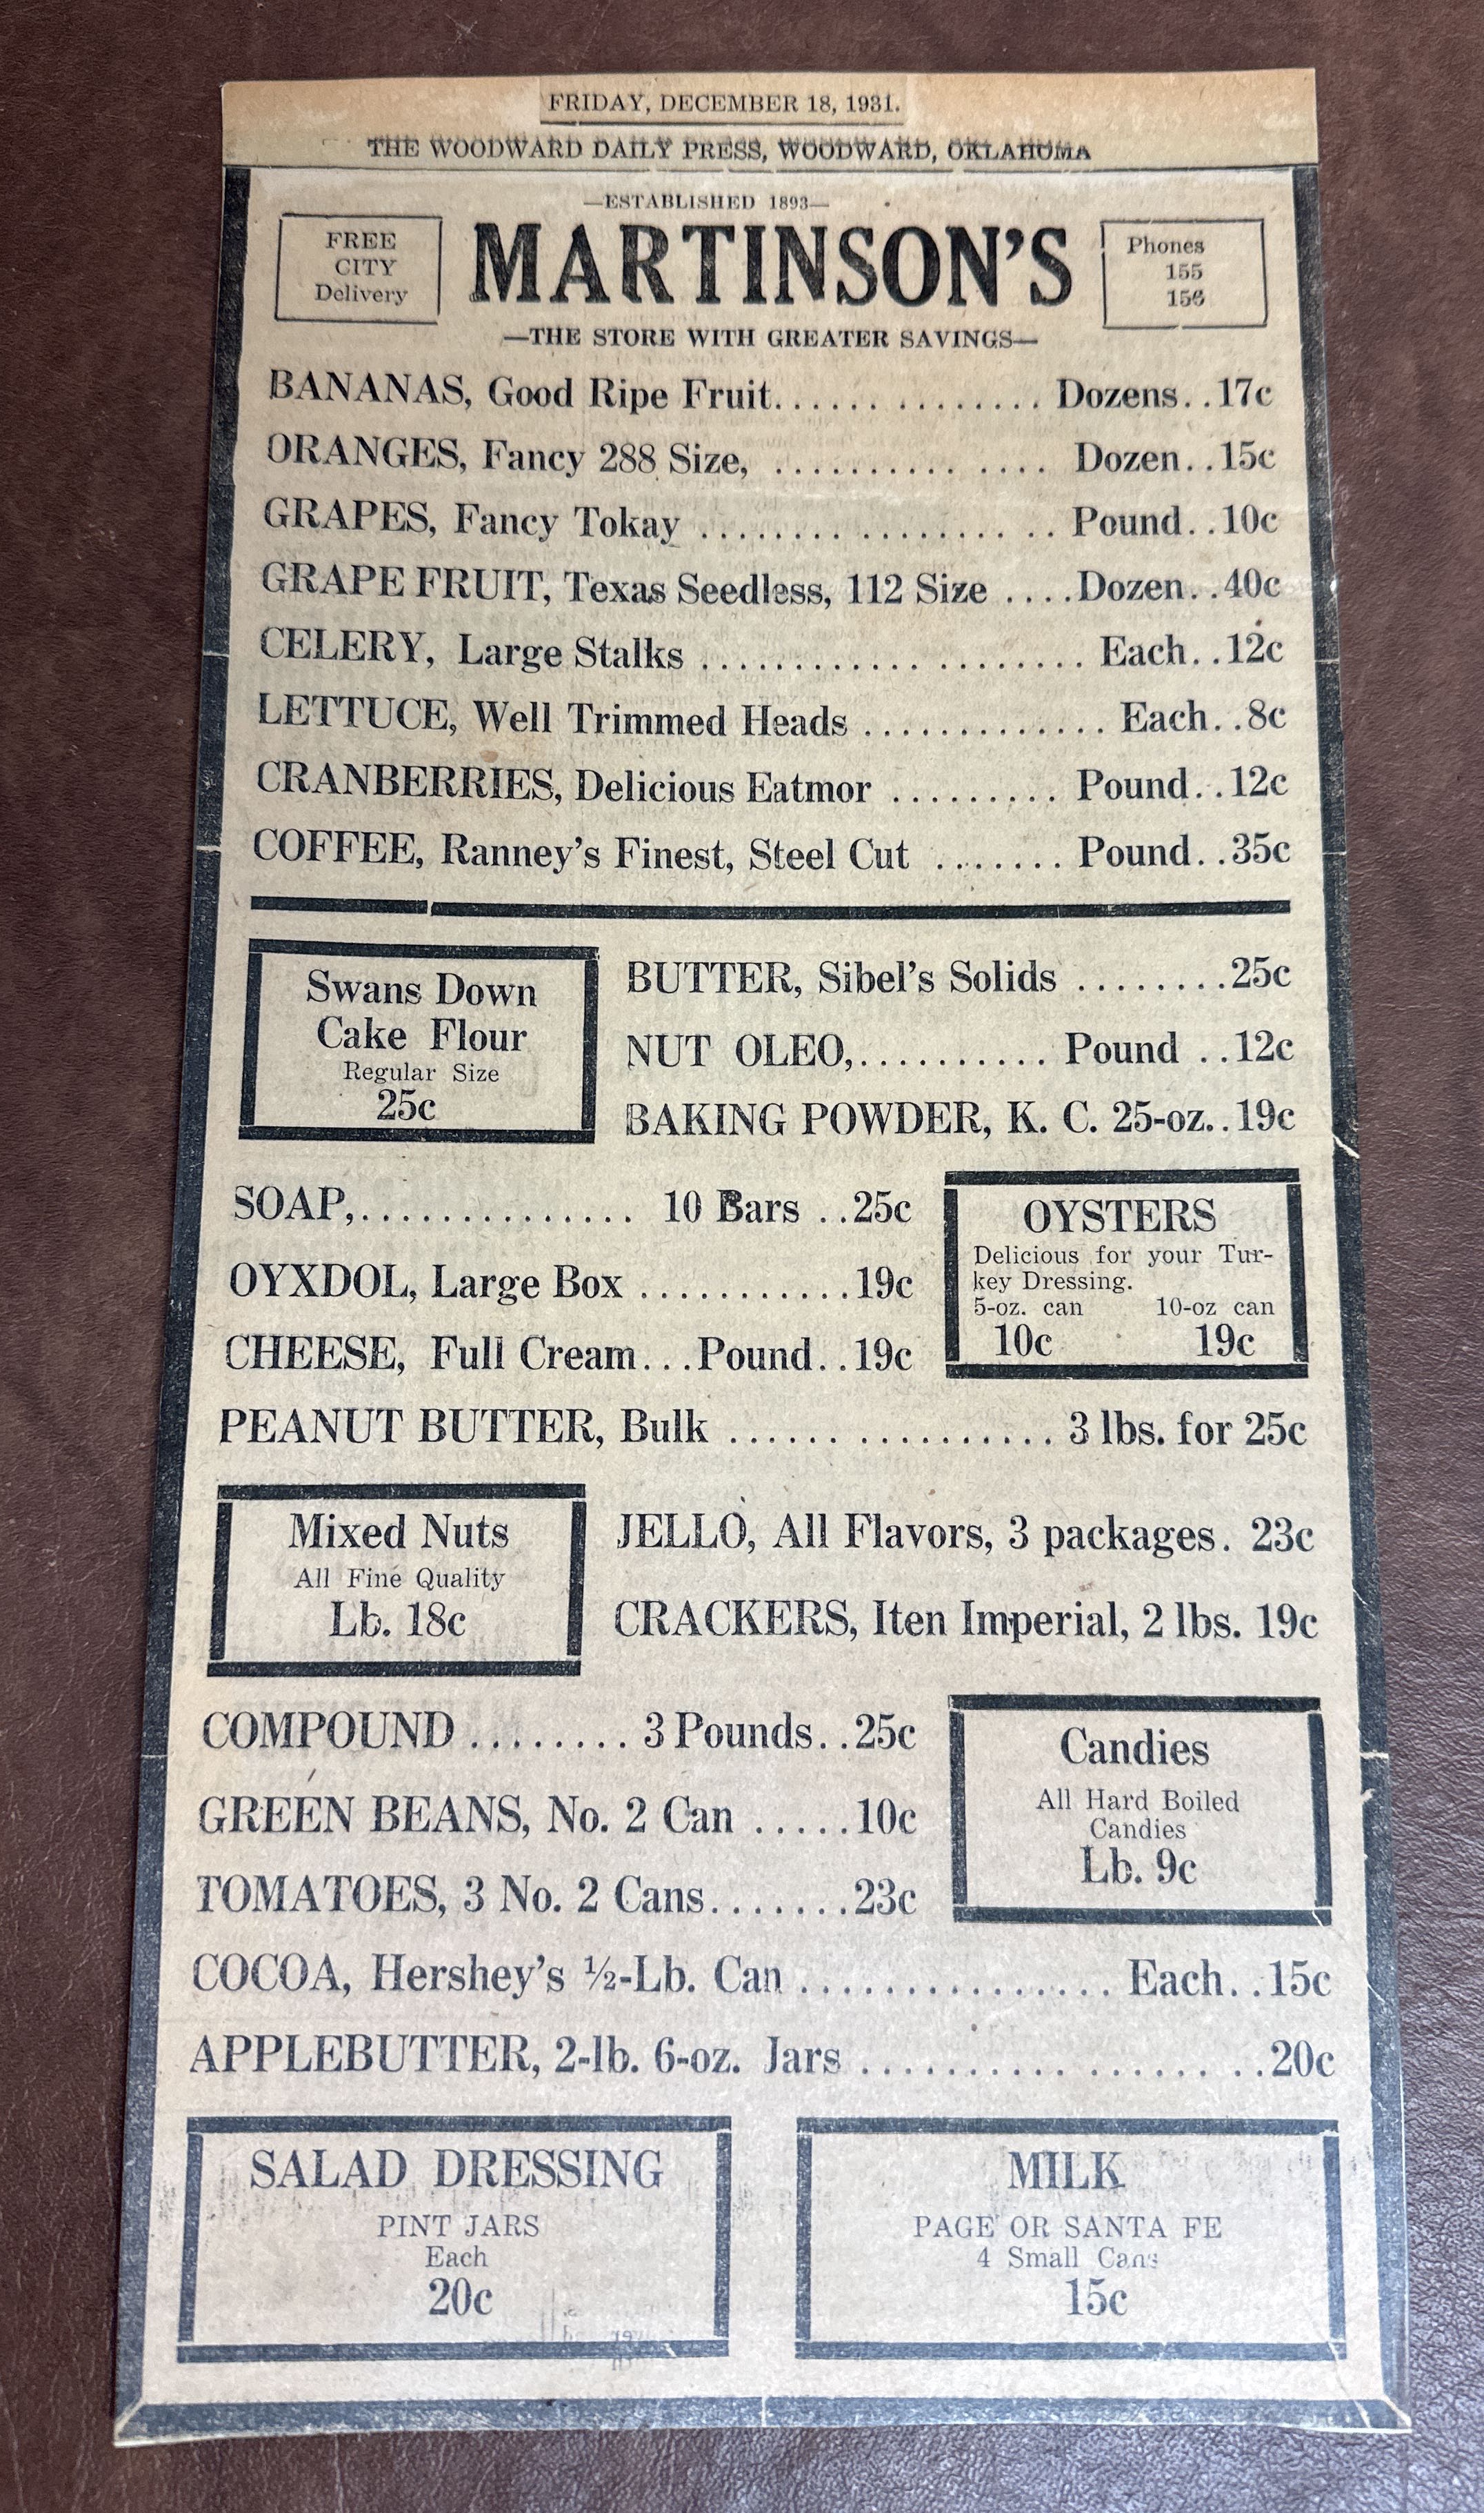 FRIDAY, DECEMBER 18, 1931.
THE WOODWARD DAILY PRESS, WOODWARD, OKLAHOMA
—ESTABLISHED 1893—
FREE
CITY
Delivery
MARTINSON'S
Phones
155
156
—THE STORE WITH GREATER SAVINGS—
BANANAS, Good Ripe Fruit. . . . . . . . . . . . . . Dozens. .17c
ORANGES, Fancy 288 Size, . . . . . . . . . . . . . . Dozen. .15c
GRAPES, Fancy Tokay . . . . . . . . . . . . . . . . . . Pound. .10c
GRAPE FRUIT, Texas Seedless, 112 Size . . . .Dozen. .40c
CELERY, Large Stalks . . . . . . . . . . . . . . . . . . . . . Each. .12c
LETTUCE, Well Trimmed Heads . . . . . . . . . . . . . Each. .8c
CRANBERRIES, Delicious Eatmor . . . . . . . . . Pound. .12c
COFFEE, Ranney's Finest, Steel Cut . . . . . . . Pound. .35c
Swans Down
Cake Flour
Regular Size
25c
BUTTER, Sibel's Solids . . . . . . . .25c
NUT OLEO,. . . . . . . . . . Pound . .12c
BAKING POWDER, K. C. 25-oz. .19c
SOAP,. . . . . . . . . . . . . . . 10 Bars . .25c
OYXDOL, Large Box . . . . . . . . . . .19c
CHEESE, Full Cream. . .Pound. .19c
OYSTERS
Delicious for your Tur-
key Dressing.
5-oz. can 10-oz can
10c 19c
PEANUT BUTTER, Bulk . . . . . . . . . . . . . . . . . 3 lbs. for 25c
Mixed Nuts
All Fine Quality
Lb. 18c
JELLO, All Flavors, 3 packages. 23c
CRACKERS, Iten Imperial, 2 lbs. 19c
COMPOUND . . . . . . . . 3 Pounds. .25c
GREEN BEANS, No. 2 Can . . . . .10c
TOMATOES, 3 No. 2 Cans. . . . . . .23c
Candies
All Hard Boiled
Candies
Lb. 9c
COCOA, Hershey's ½-Lb. Can . . . . . . . . . . . . . . . Each. .15c
APPLEBUTTER, 2-lb. 6-oz. Jars . . . . . . . . . . . . . . . . . . .20c
SALAD DRESSING
PINT JARS
Each
20c
MILK
PAGE OR SANTA FE
4 Small Cans
15c